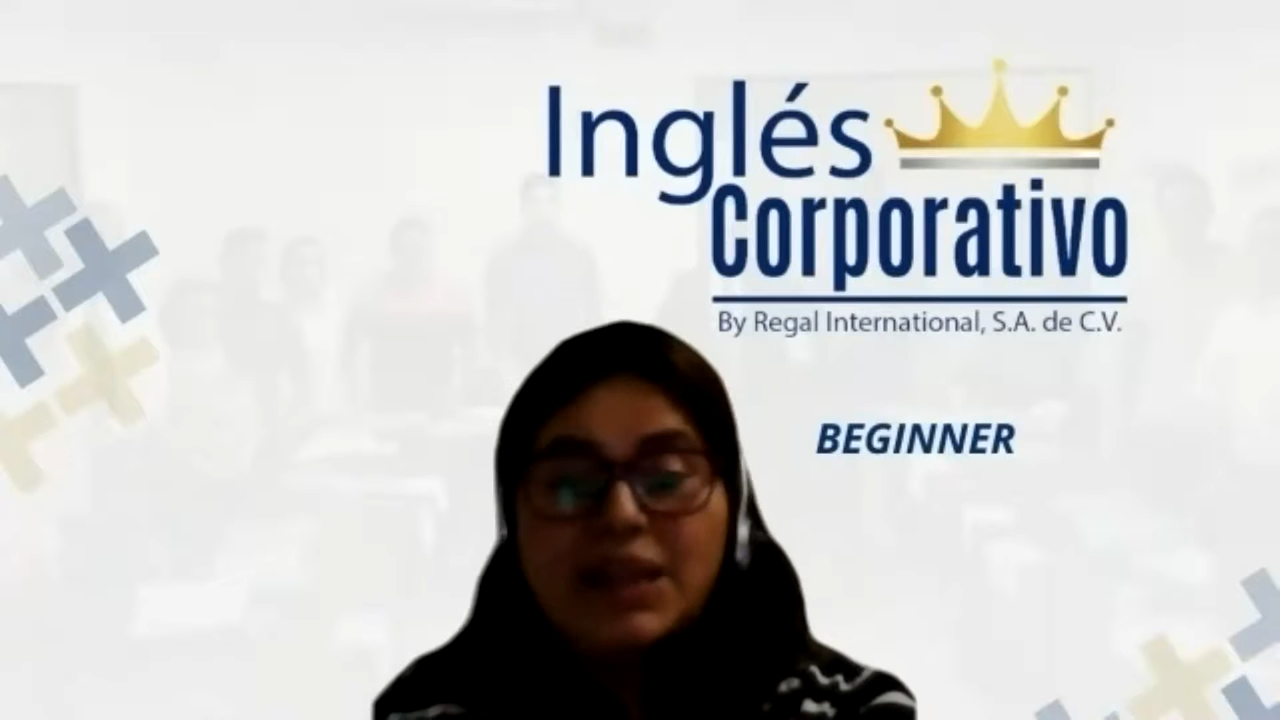 Inglés
Corporativo
By Regal International, S.A. de C.V.
BEGINNER